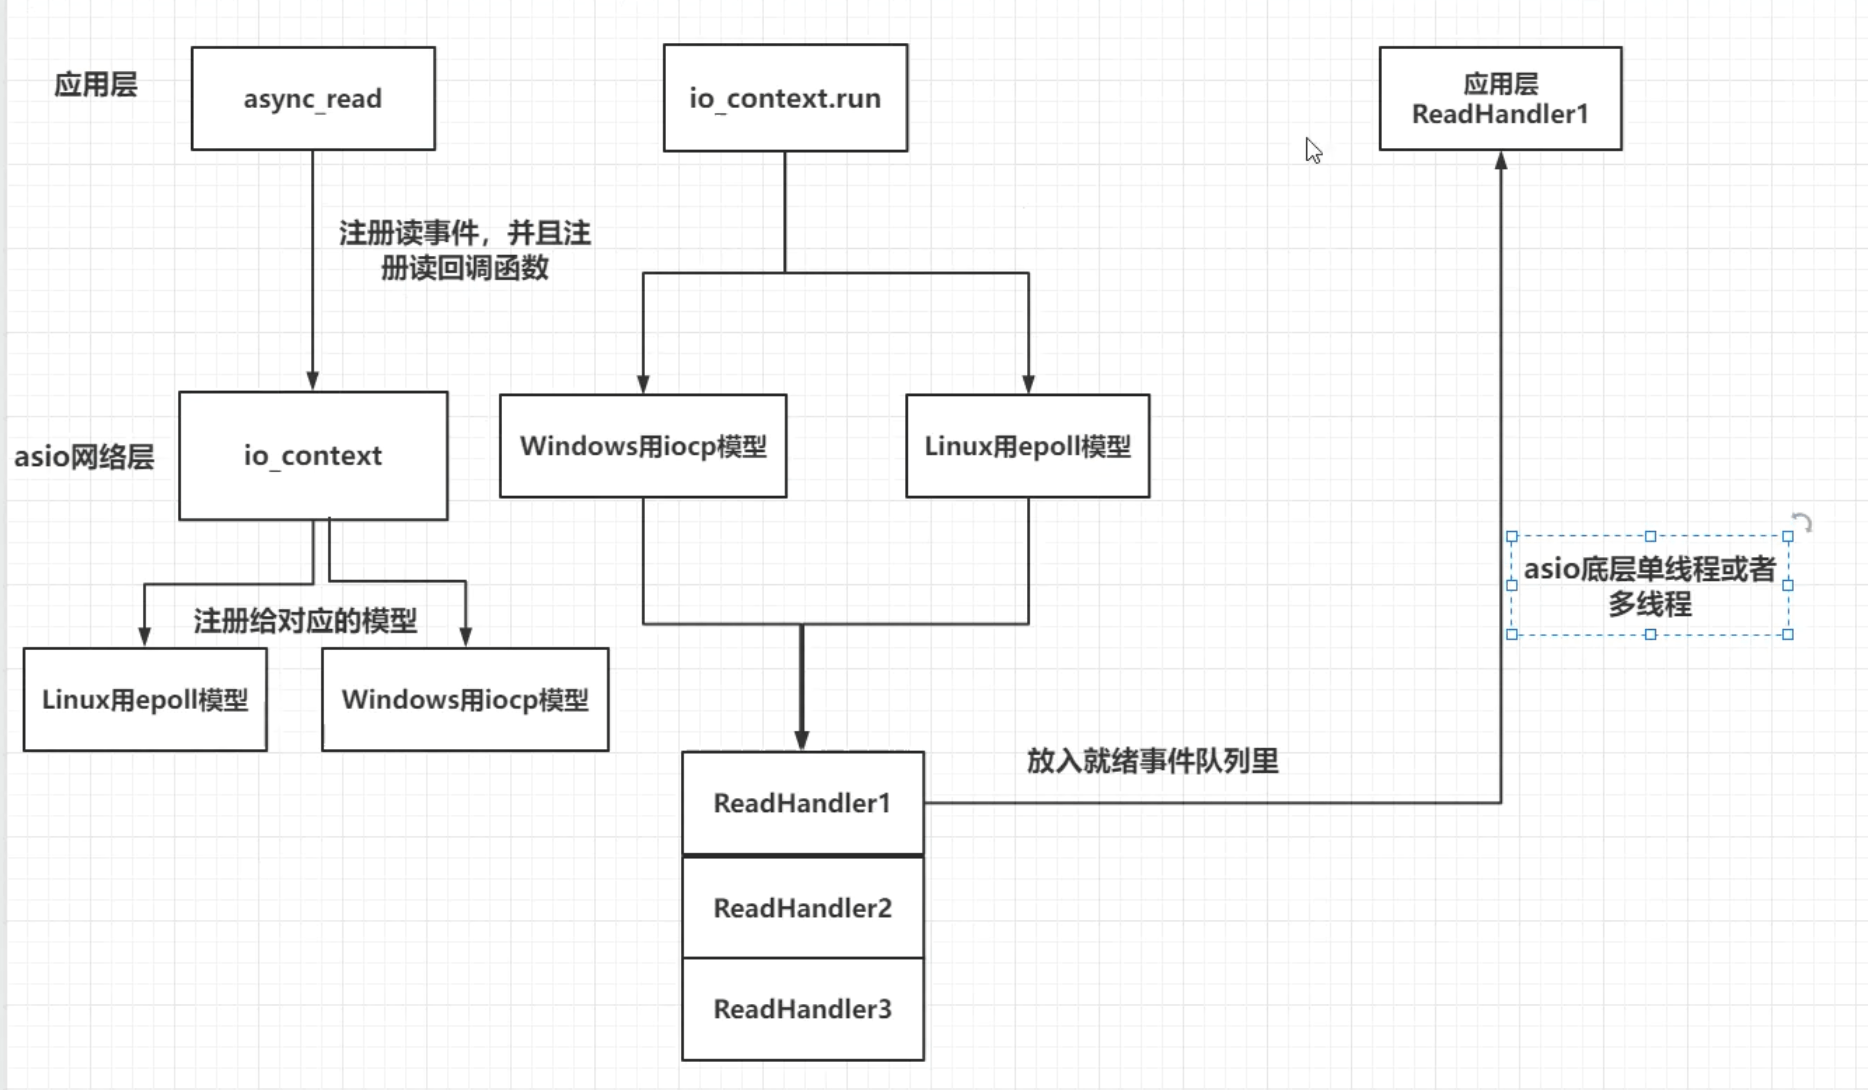 应用层
async_read
io_context.run
应用层
ReadHandler1
注册读事件，并且注
册读回调函数
asio网络层
io_context
Windows用iocp模型
Linux用epoll模型
asio底层单线程或者
多线程
注册给对应的模型
Linux用epoll模型
Windows用iocp模型
放入就绪事件队列里
ReadHandler1
ReadHandler2
ReadHandler3